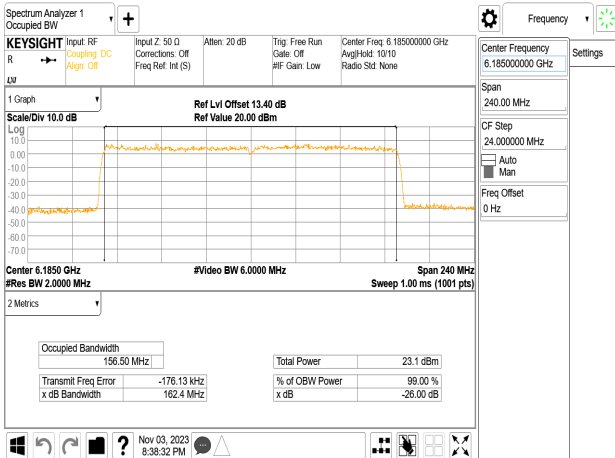 Spectrum Analyzer 1
Occupied BW
+
Frequency
KEYSIGHT
R
Input: RF
Coupling: DC
Align: Off
Input Z: 50 Ω
Corrections: Off
Freq Ref: Int (S)
Atten: 20 dB
Trig: Free Run
Gate: Off
#IF Gain: Low
Center Freq: 6.185000000 GHz
Avg|Hold: 10/10
Radio Std: None
LXI
Center Frequency
6.185000000 GHz
Settings
Span
240.00 MHz
CF Step
24.000000 MHz
Auto
Man
Freq Offset
0 Hz
1 Graph
Scale/Div 10.0 dB
Ref Lvl Offset 13.40 dB
Ref Value 20.00 dBm
Log
10.0
0.00
-10.0
-20.0
-30.0
-40.0
-50.0
-60.0
-70.0
Center 6.1850 GHz
#Video BW 6.0000 MHz
Span 240 MHz
#Res BW 2.0000 MHz
Sweep 1.00 ms (1001 pts)
2 Metrics
Occupied Bandwidth
156.50 MHz
Total Power 23.1 dBm
Transmit Freq Error -176.13 kHz
% of OBW Power 99.00 %
x dB Bandwidth 162.4 MHz
x dB -26.00 dB
?
Nov 03, 2023
8:38:32 PM